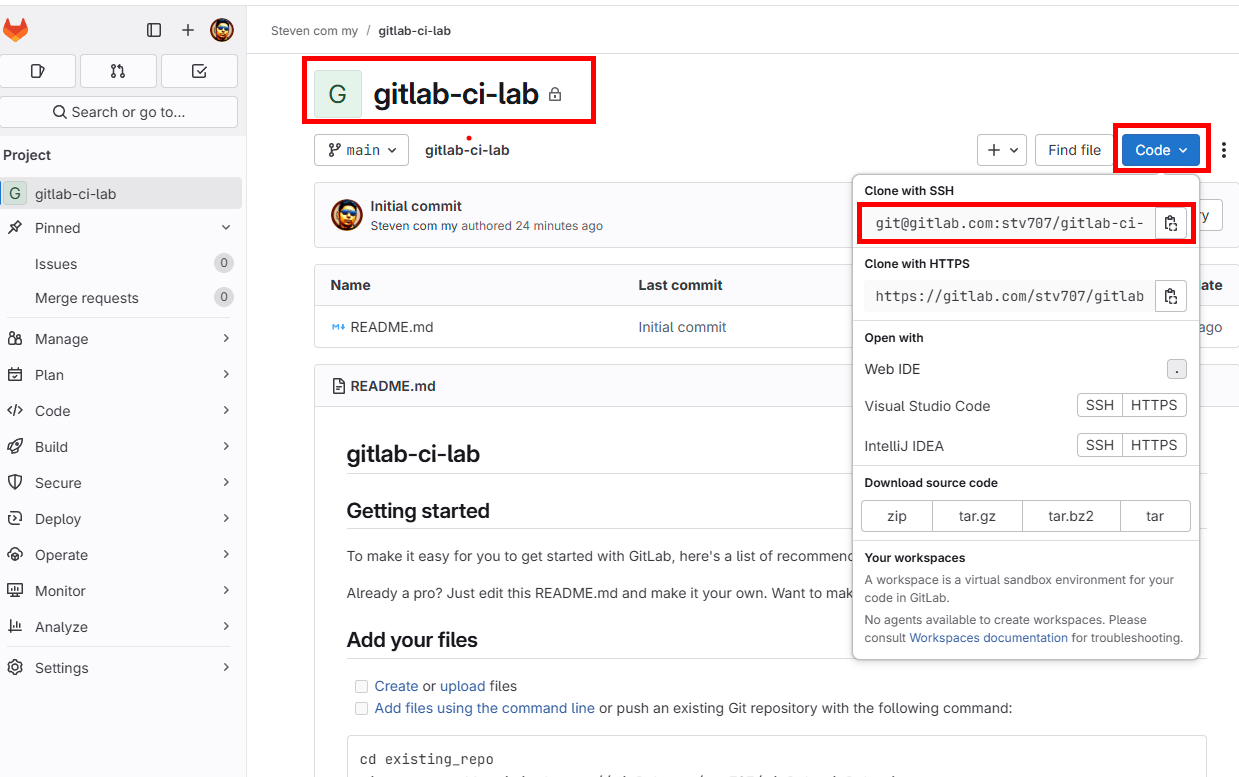 Steven com my / gitlab-ci-lab
G gitlab-ci-lab
main gitlab-ci-lab Find file Code
Search or go to...
Project
G gitlab-ci-lab
Pinned
Issues 0
Merge requests 0
Manage
Plan
Code
Build
Secure
Deploy
Operate
Monitor
Analyze
Settings
Initial commit
Steven com my authored 24 minutes ago
Name Last commit
README.md Initial commit ago
README.md
gitlab-ci-lab
Getting started
To make it easy for you to get started with GitLab, here's a list of
Already a pro? Just edit this README.md and make it your own. Want to
Add your files
Create or upload files
Add files using the command line or push an existing Git repository with the following command:
cd existing_repo
Clone with SSH
git@gitlab.com:stv707/gitlab-ci-
Clone with HTTPS
https://gitlab.com/stv707/gitlab
Open with
Web IDE .
Visual Studio Code SSH HTTPS
IntelliJ IDEA SSH HTTPS
Download source code
zip tar.gz tar.bz2 tar
Your workspaces
A workspace is a virtual sandbox environment for your
code in GitLab.
No agents available to create workspaces. Please
consult Workspaces documentation for troubleshooting.